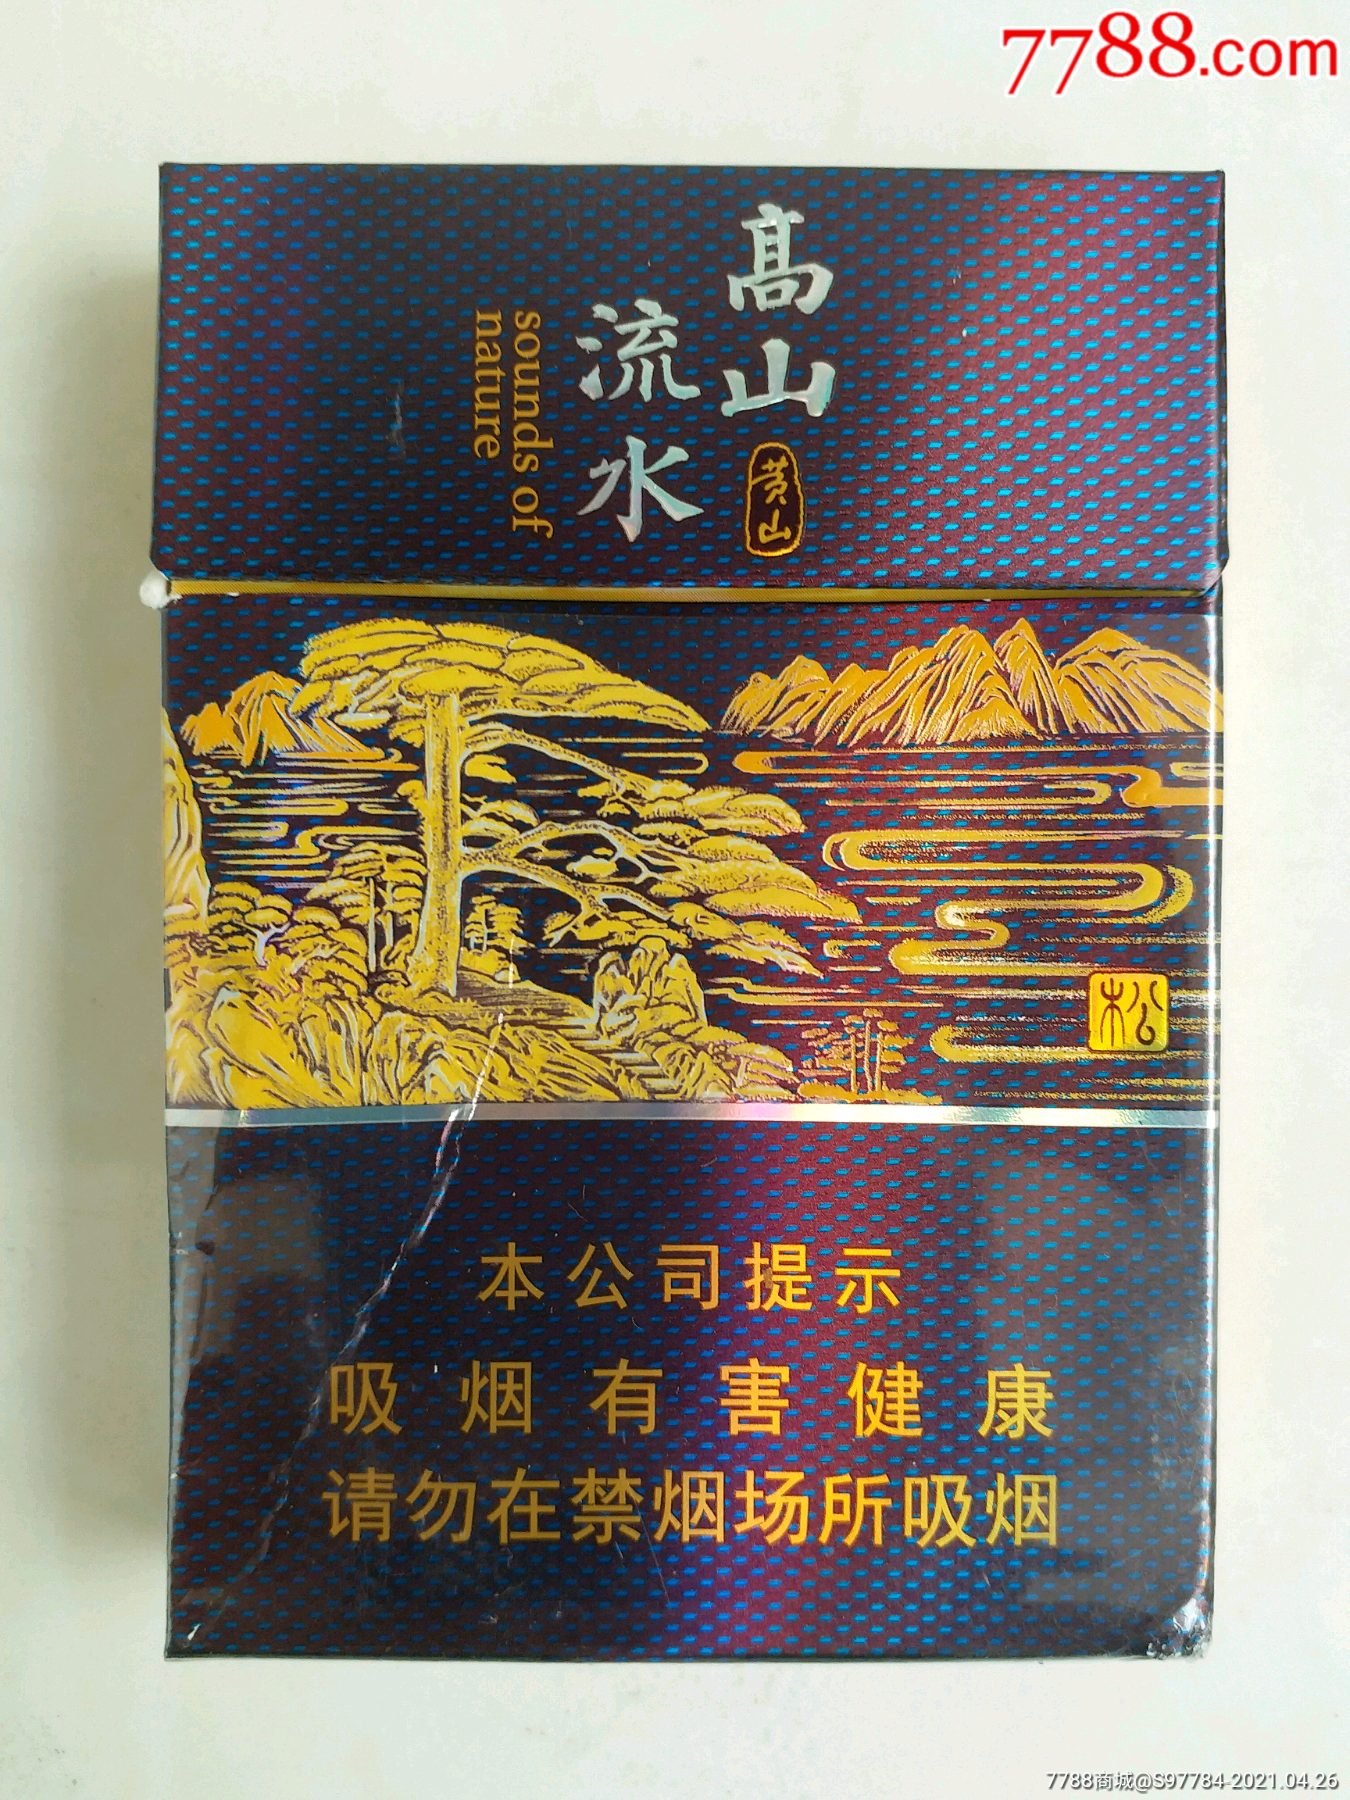 7788.com
髙山
黄山
流水
sounds of
nature
松
本公司提示
吸烟有害健康
请勿在禁烟场所吸烟
7788商城@S97784-2021.04.26